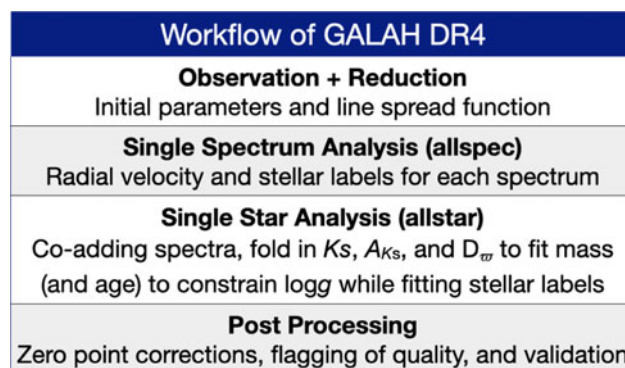 Workflow of GALAH DR4
Observation + Reduction
Initial parameters and line spread function
Single Spectrum Analysis (allspec)
Radial velocity and stellar labels for each spectrum
Single Star Analysis (allstar)
Co-adding spectra, fold in Ks, AKs, and Dϖ to fit mass
(and age) to constrain logg while fitting stellar labels
Post Processing
Zero point corrections, flagging of quality, and validation